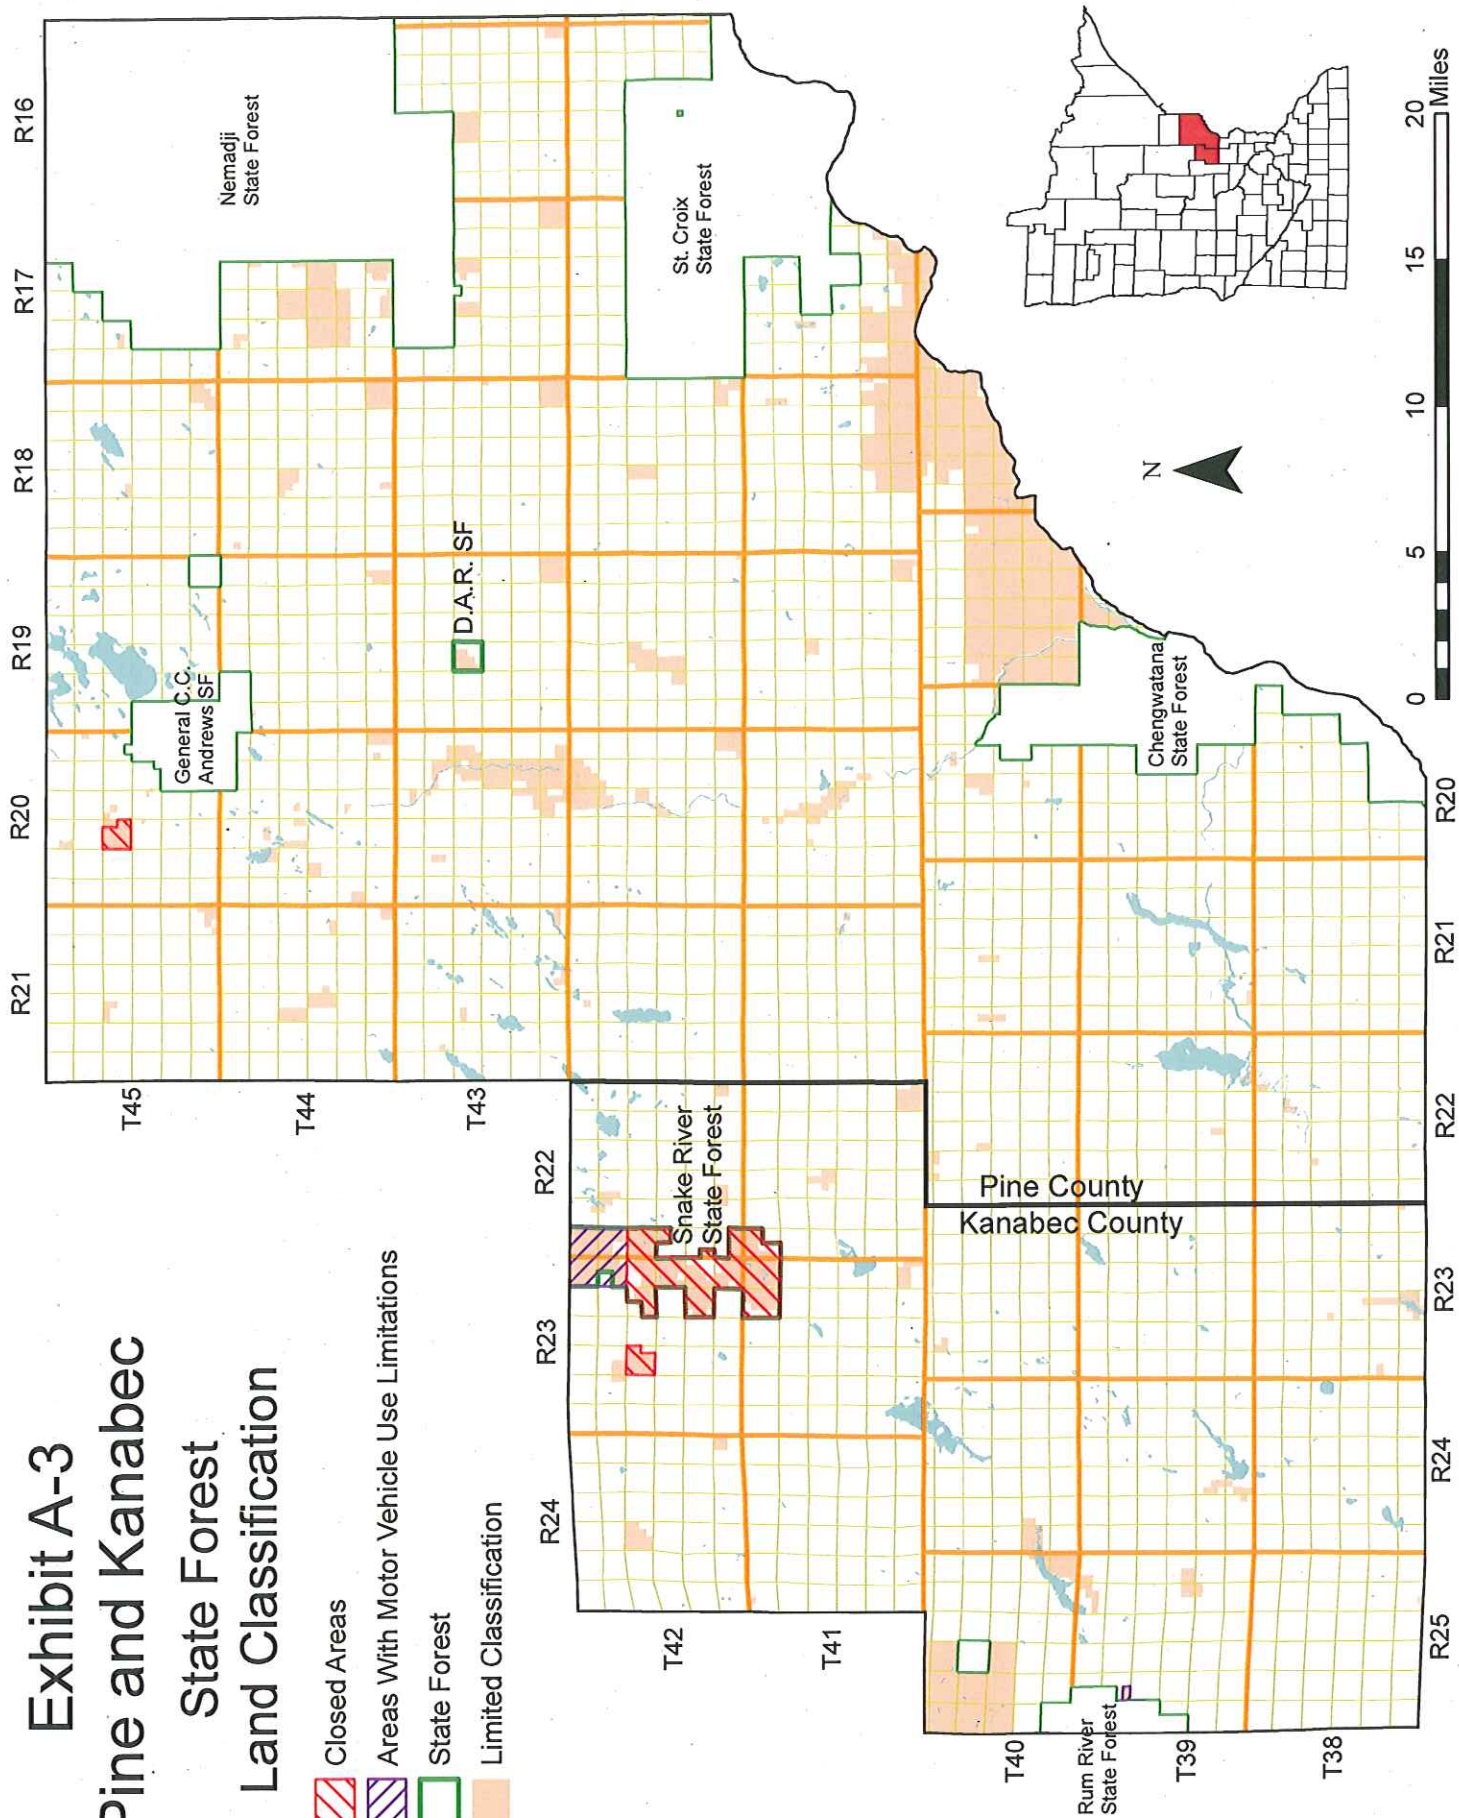 Exhibit A-3
Pine and Kanabec
State Forest
Land Classification
Closed Areas
Areas With Motor Vehicle Use Limitations
State Forest
Limited Classification
R21
R20
R19
R18
R17
R16
T45
T44
T43
Nemadji
State Forest
General C.C.
Andrews SF
D.A.R. SF
St. Croix
State Forest
R24
R23
R22
T42
T41
Snake River
State Forest
Chengwatana
State Forest
Pine County
Kanabec County
T40
T39
T38
Rum River
State Forest
R25
R24
R23
R22
R21
R20
N
0
5
10
15
20
Miles